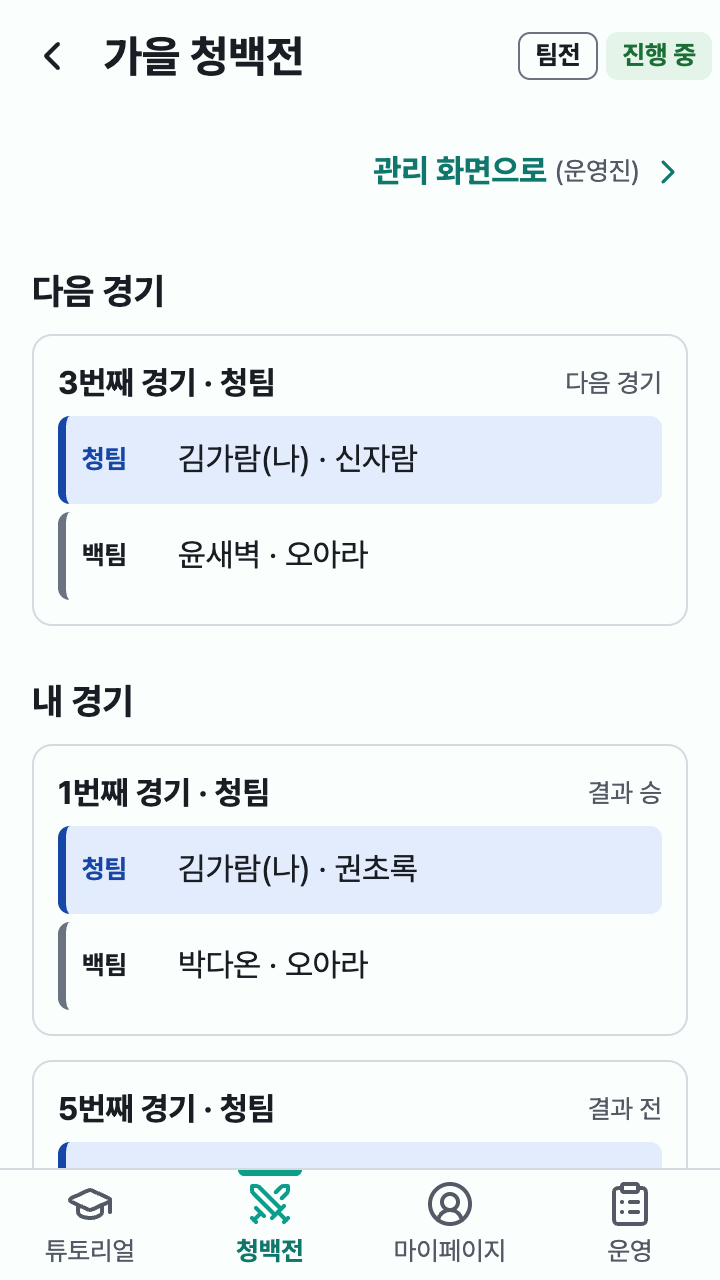 가을 청백전 팀전 진행 중
관리 화면으로 (운영진)
다음 경기
3번째 경기 · 청팀 다음 경기
청팀 김가람(나) · 신자람
백팀 윤새벽 · 오아라
내 경기
1번째 경기 · 청팀 결과 승
청팀 김가람(나) · 권초록
백팀 박다온 · 오아라
5번째 경기 · 청팀 결과 전
튜토리얼 청백전 마이페이지 운영